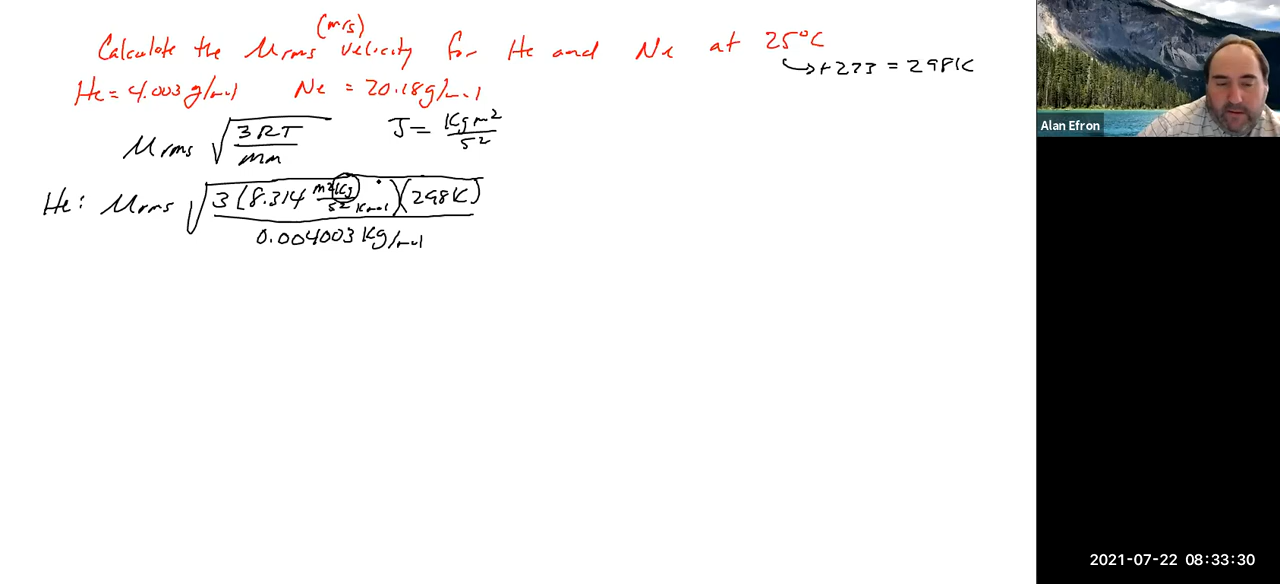 (m/s)
Calculate the Urms velocity for He and Ne at 25°C
↳ +273 = 298K
He = 4.003 g/mol Ne = 20.18 g/mol
Urms √(3RT/MM) J = Kg m²/s²
He: Urms √(3(8.314 m² Kg/s² K mol)(298K)/0.004003 Kg/mol)
Alan Efron
2021-07-22 08:33:30